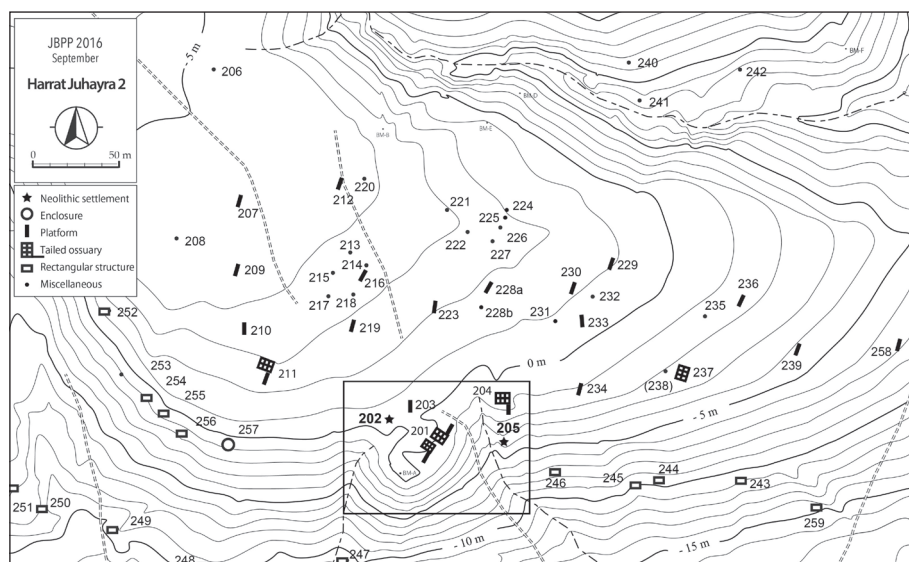 JBPP 2016
September
Harrat Juhayra 2
0 50 m
Neolithic settlement
Enclosure
Platform
Tailed ossuary
Rectangular structure
Miscellaneous
- 5 m
206
240
242
241
BM-F
BM-D
BM-E
BM-B
220
212
207
221
224
225
226
222
227
208
213
214
215
216
209
217
218
219
228a
228b
223
230
229
232
231
233
236
235
210
211
252
0 m
253
254
255
256
257
203
202
201
204
205
BM-A
234
(238)
237
239
258
- 5 m
246
245
244
243
259
251
250
249
248
247
- 10 m
- 15 m